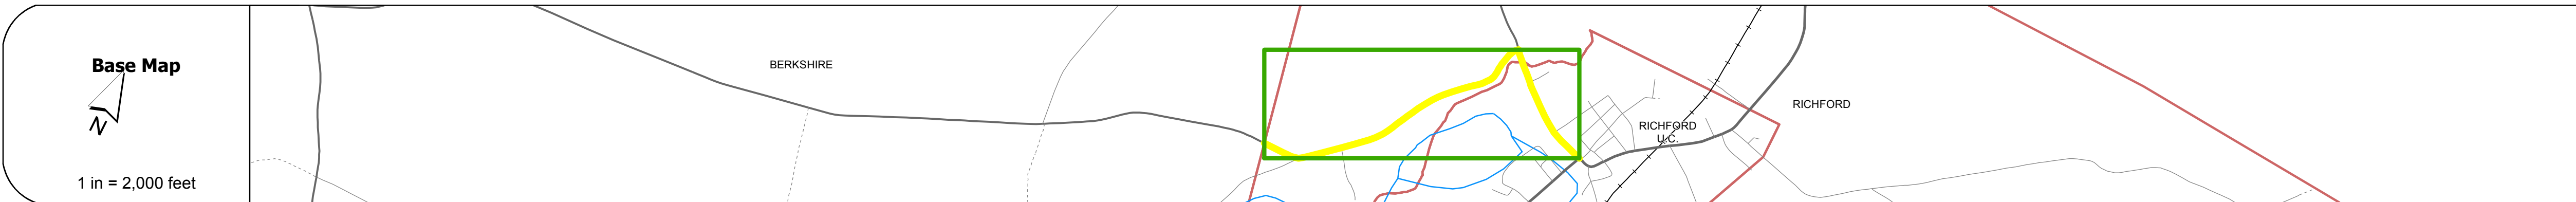 Base Map
N
1 in = 2,000 feet
BERKSHIRE
RICHFORD
U.C.
RICHFORD